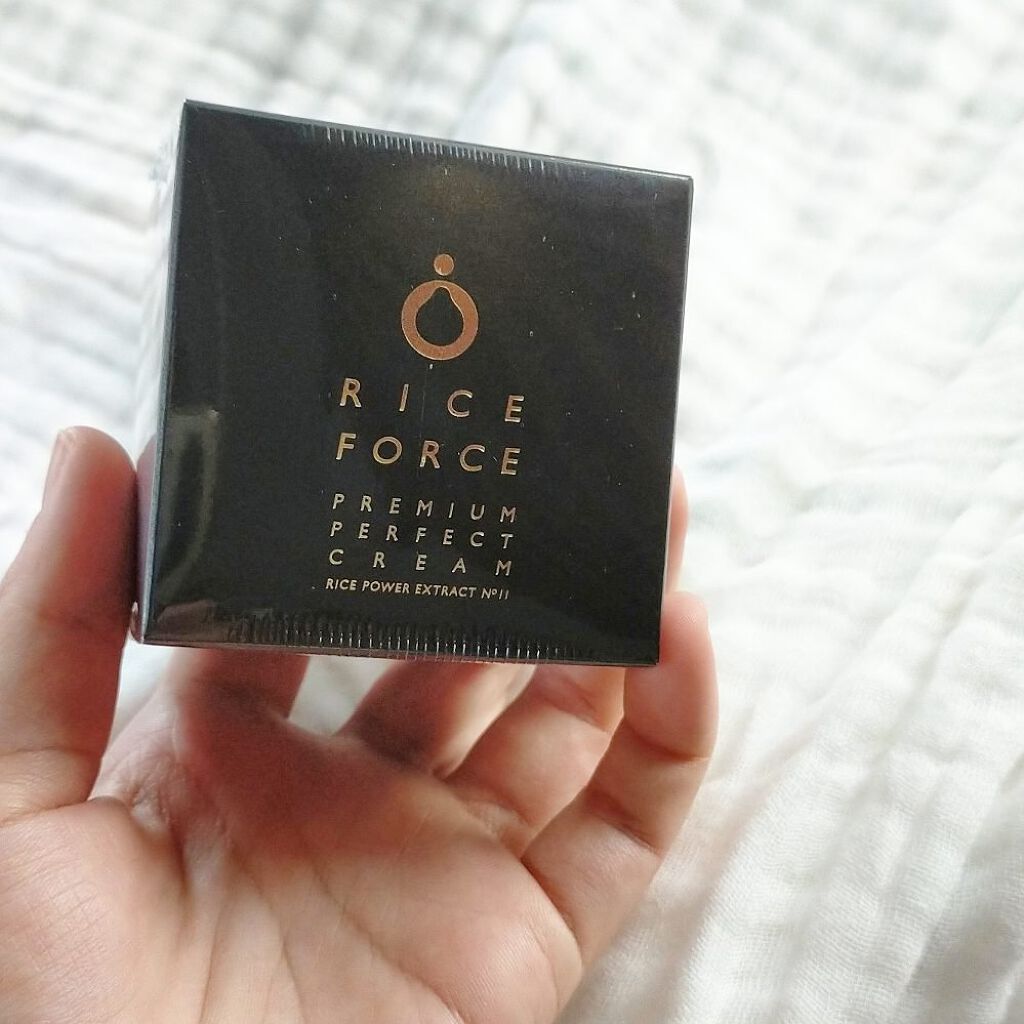 RICE
FORCE
PREMIUM
PERFECT
CREAM
RICE POWER EXTRACT Nº11